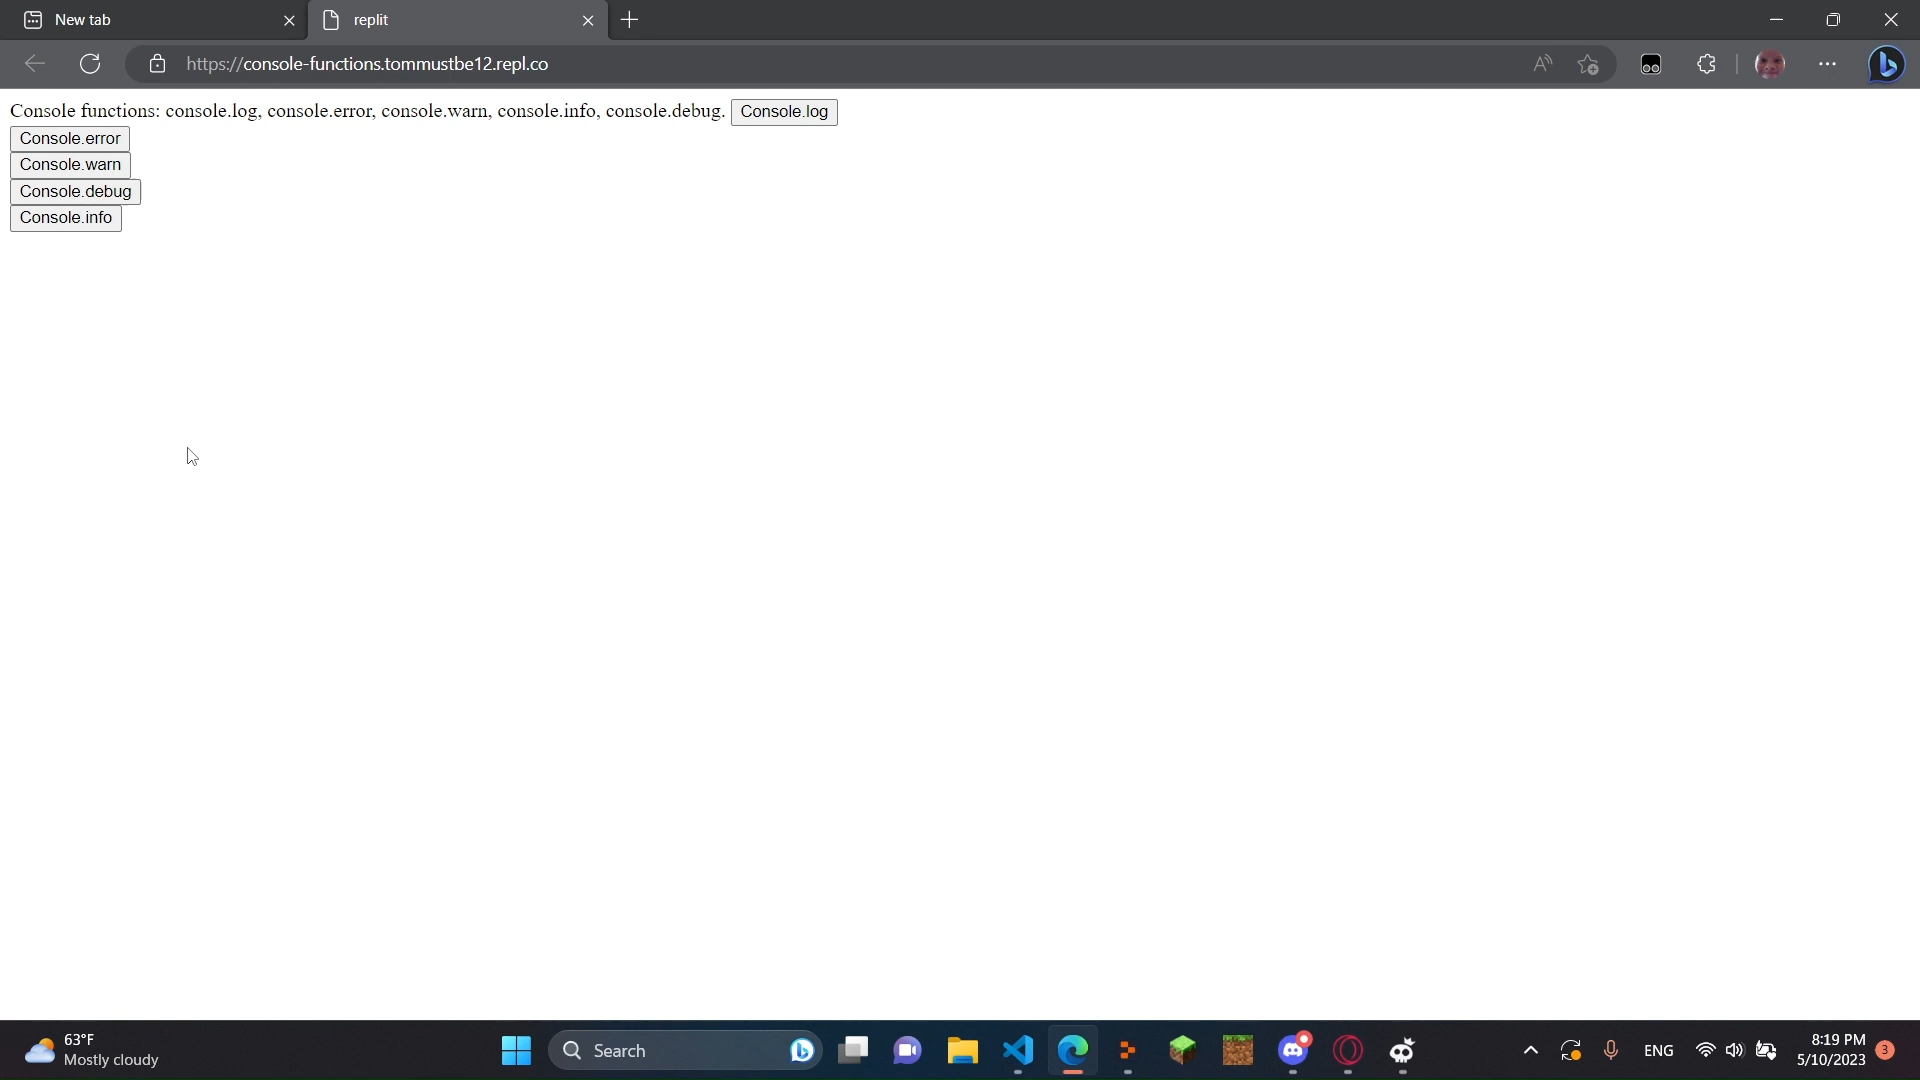 New tab
replit
https://console-functions.tommustbe12.repl.co
Console functions: console.log, console.error, console.warn, console.info, console.debug. Console.log
Console.error
Console.warn
Console.debug
Console.info
63°F
Mostly cloudy
Search
ENG
8:19 PM
5/10/2023
3